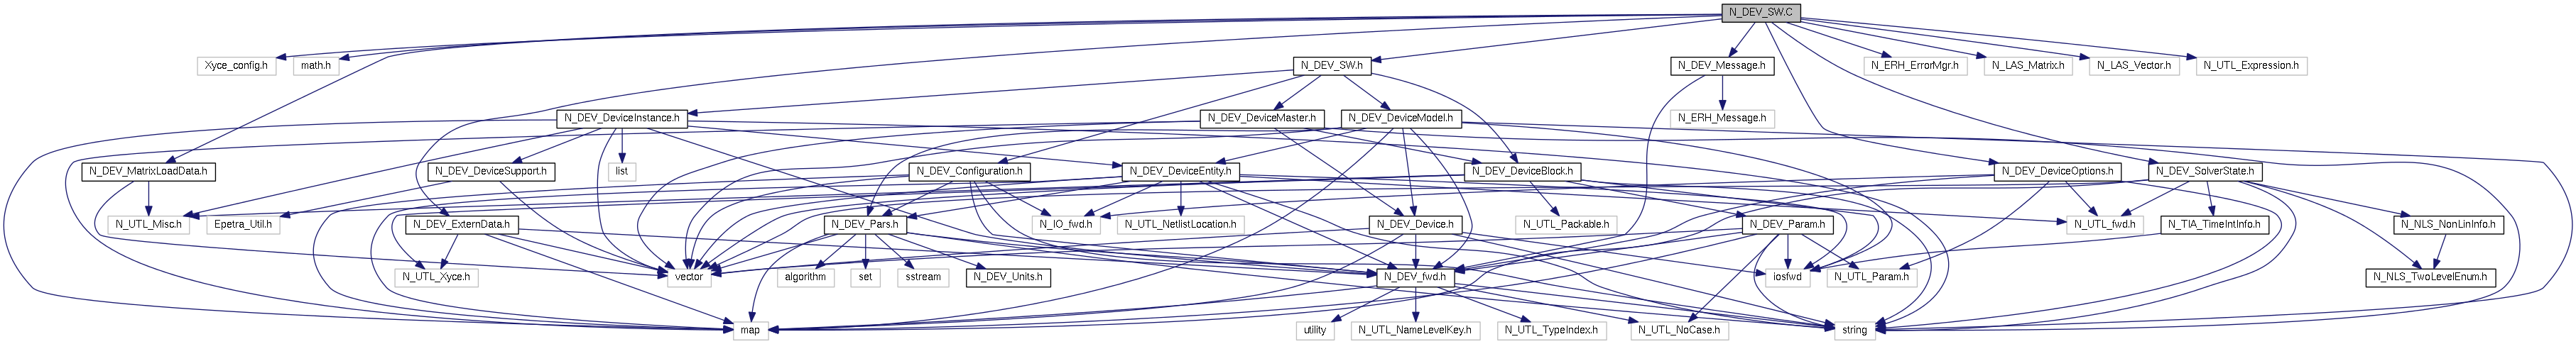 N_DEV_SW.C
Xyce_config.h
math.h
N_DEV_SW.h
N_DEV_Message.h
N_ERH_ErrorMgr.h
N_LAS_Matrix.h
N_LAS_Vector.h
N_UTL_Expression.h
N_DEV_DeviceInstance.h
N_DEV_DeviceMaster.h
N_DEV_DeviceModel.h
N_ERH_Message.h
N_DEV_MatrixLoadData.h
N_DEV_DeviceSupport.h
list
N_DEV_Configuration.h
N_DEV_DeviceEntity.h
N_DEV_DeviceBlock.h
N_DEV_DeviceOptions.h
N_DEV_SolverState.h
N_UTL_Misc.h
Epetra_Util.h
N_DEV_ExternData.h
N_DEV_Pars.h
N_IO_fwd.h
N_UTL_NetlistLocation.h
N_DEV_Device.h
N_UTL_Packable.h
N_DEV_Param.h
N_UTL_fwd.h
N_TIA_TimeIntInfo.h
N_NLS_NonLinInfo.h
N_UTL_Xyce.h
vector
algorithm
set
sstream
N_DEV_Units.h
N_DEV_fwd.h
iosfwd
N_UTL_Param.h
N_NLS_TwoLevelEnum.h
map
utility
N_UTL_NameLevelKey.h
N_UTL_TypeIndex.h
N_UTL_NoCase.h
string